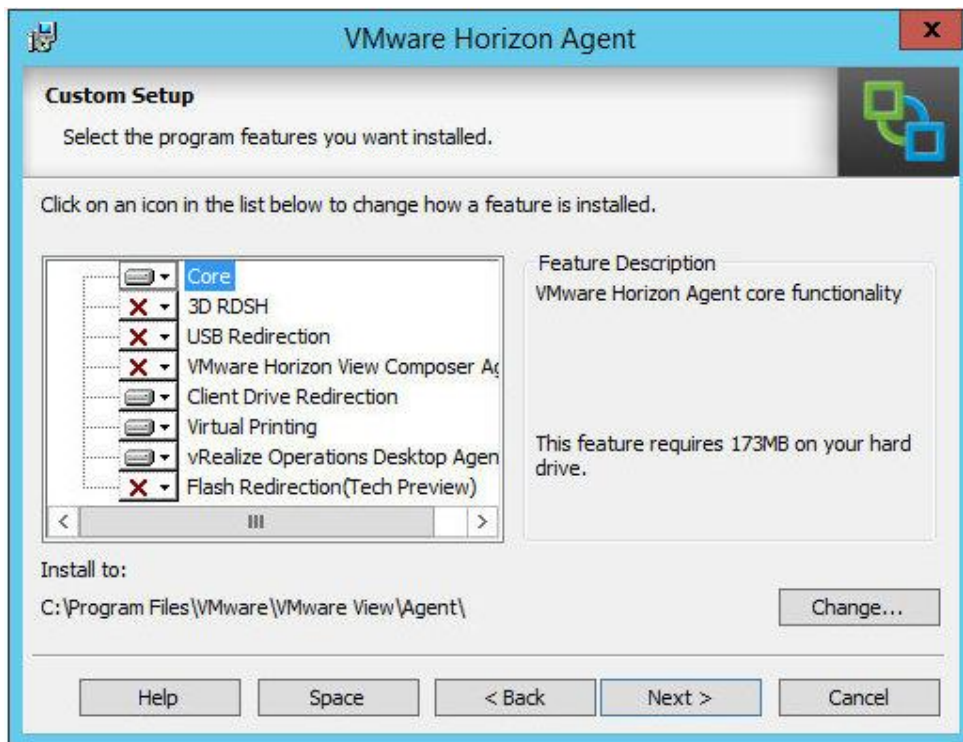 VMware Horizon Agent
x
Custom Setup
Select the program features you want installed.
Click on an icon in the list below to change how a feature is installed.
Core
3D RDSH
USB Redirection
VMware Horizon View Composer Ag
Client Drive Redirection
Virtual Printing
vRealize Operations Desktop Agen
Flash Redirection(Tech Preview)
Feature Description
VMware Horizon Agent core functionality
This feature requires 173MB on your hard
drive.
Install to:
C:\Program Files\VMware\VMware View\Agent\
Change...
Help
Space
< Back
Next >
Cancel